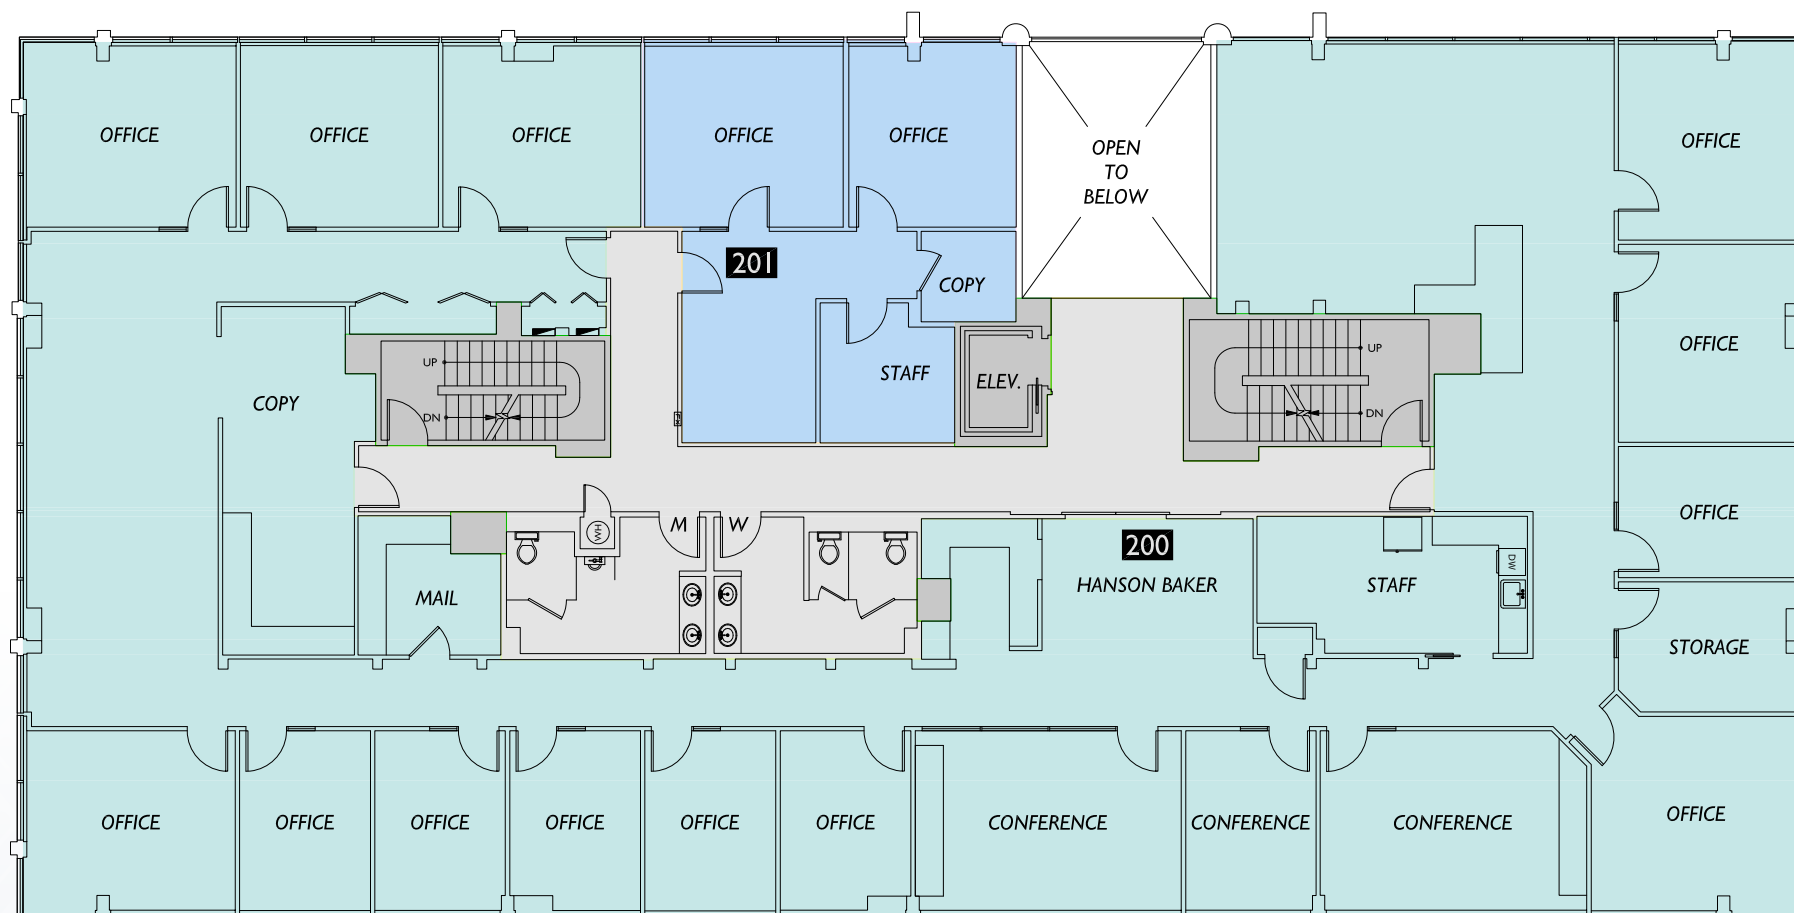 OFFICE
OFFICE
OFFICE
OFFICE
OFFICE
OPEN
TO
BELOW
OFFICE
201
COPY
UP
DN
COPY
STAFF
ELEV.
UP
DN
OFFICE
M
W
WH
200
HANSON BAKER
MAIL
STAFF
DW
OFFICE
STORAGE
OFFICE
OFFICE
OFFICE
OFFICE
OFFICE
OFFICE
CONFERENCE
CONFERENCE
CONFERENCE
OFFICE